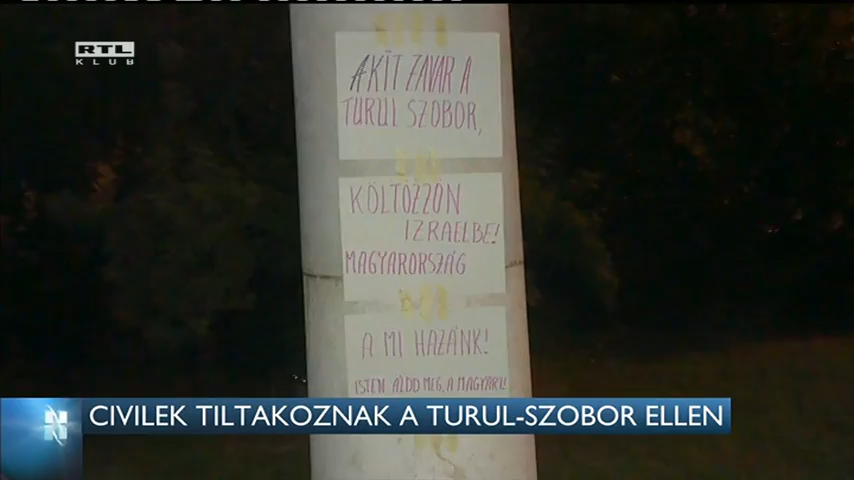 RTL
KLUB
AKIT ZAVAR A
TURUL SZOBOR,
KÖLTÖZZÖN
IZRAELBE!
MAGYARORSZÁG
A MI HAZÁNK!
ISTEN ÁLDD MEG, A MAGYART!
N
CIVILEK TILTAKOZNAK A TURUL-SZOBOR ELLEN